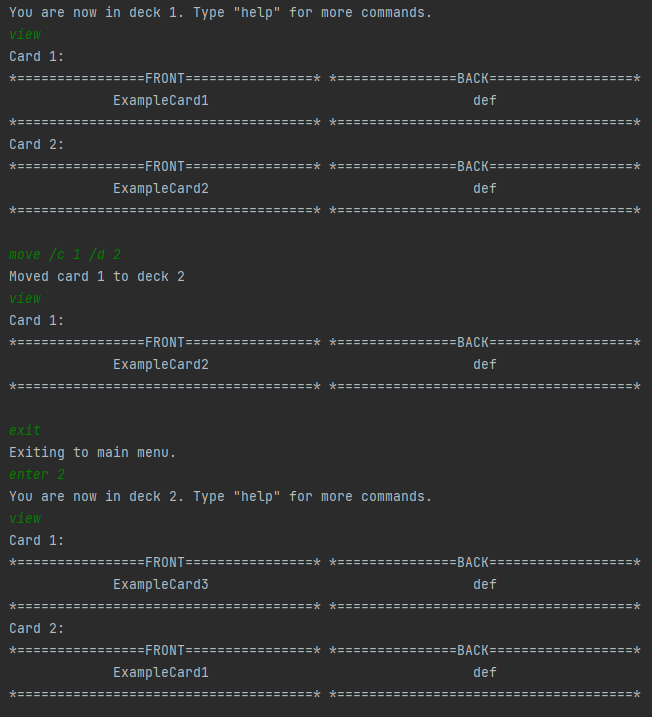 You are now in deck 1. Type "help" for more commands.
view
Card 1:
*================FRONT================* *===============BACK==================*
ExampleCard1 def
*=====================================* *=====================================*
Card 2:
*================FRONT================* *===============BACK==================*
ExampleCard2 def
*=====================================* *=====================================*
move /c 1 /d 2
Moved card 1 to deck 2
view
Card 1:
*================FRONT================* *===============BACK==================*
ExampleCard2 def
*=====================================* *=====================================*
exit
Exiting to main menu.
enter 2
You are now in deck 2. Type "help" for more commands.
view
Card 1:
*================FRONT================* *===============BACK==================*
ExampleCard3 def
*=====================================* *=====================================*
Card 2:
*================FRONT================* *===============BACK==================*
ExampleCard1 def
*=====================================* *=====================================*